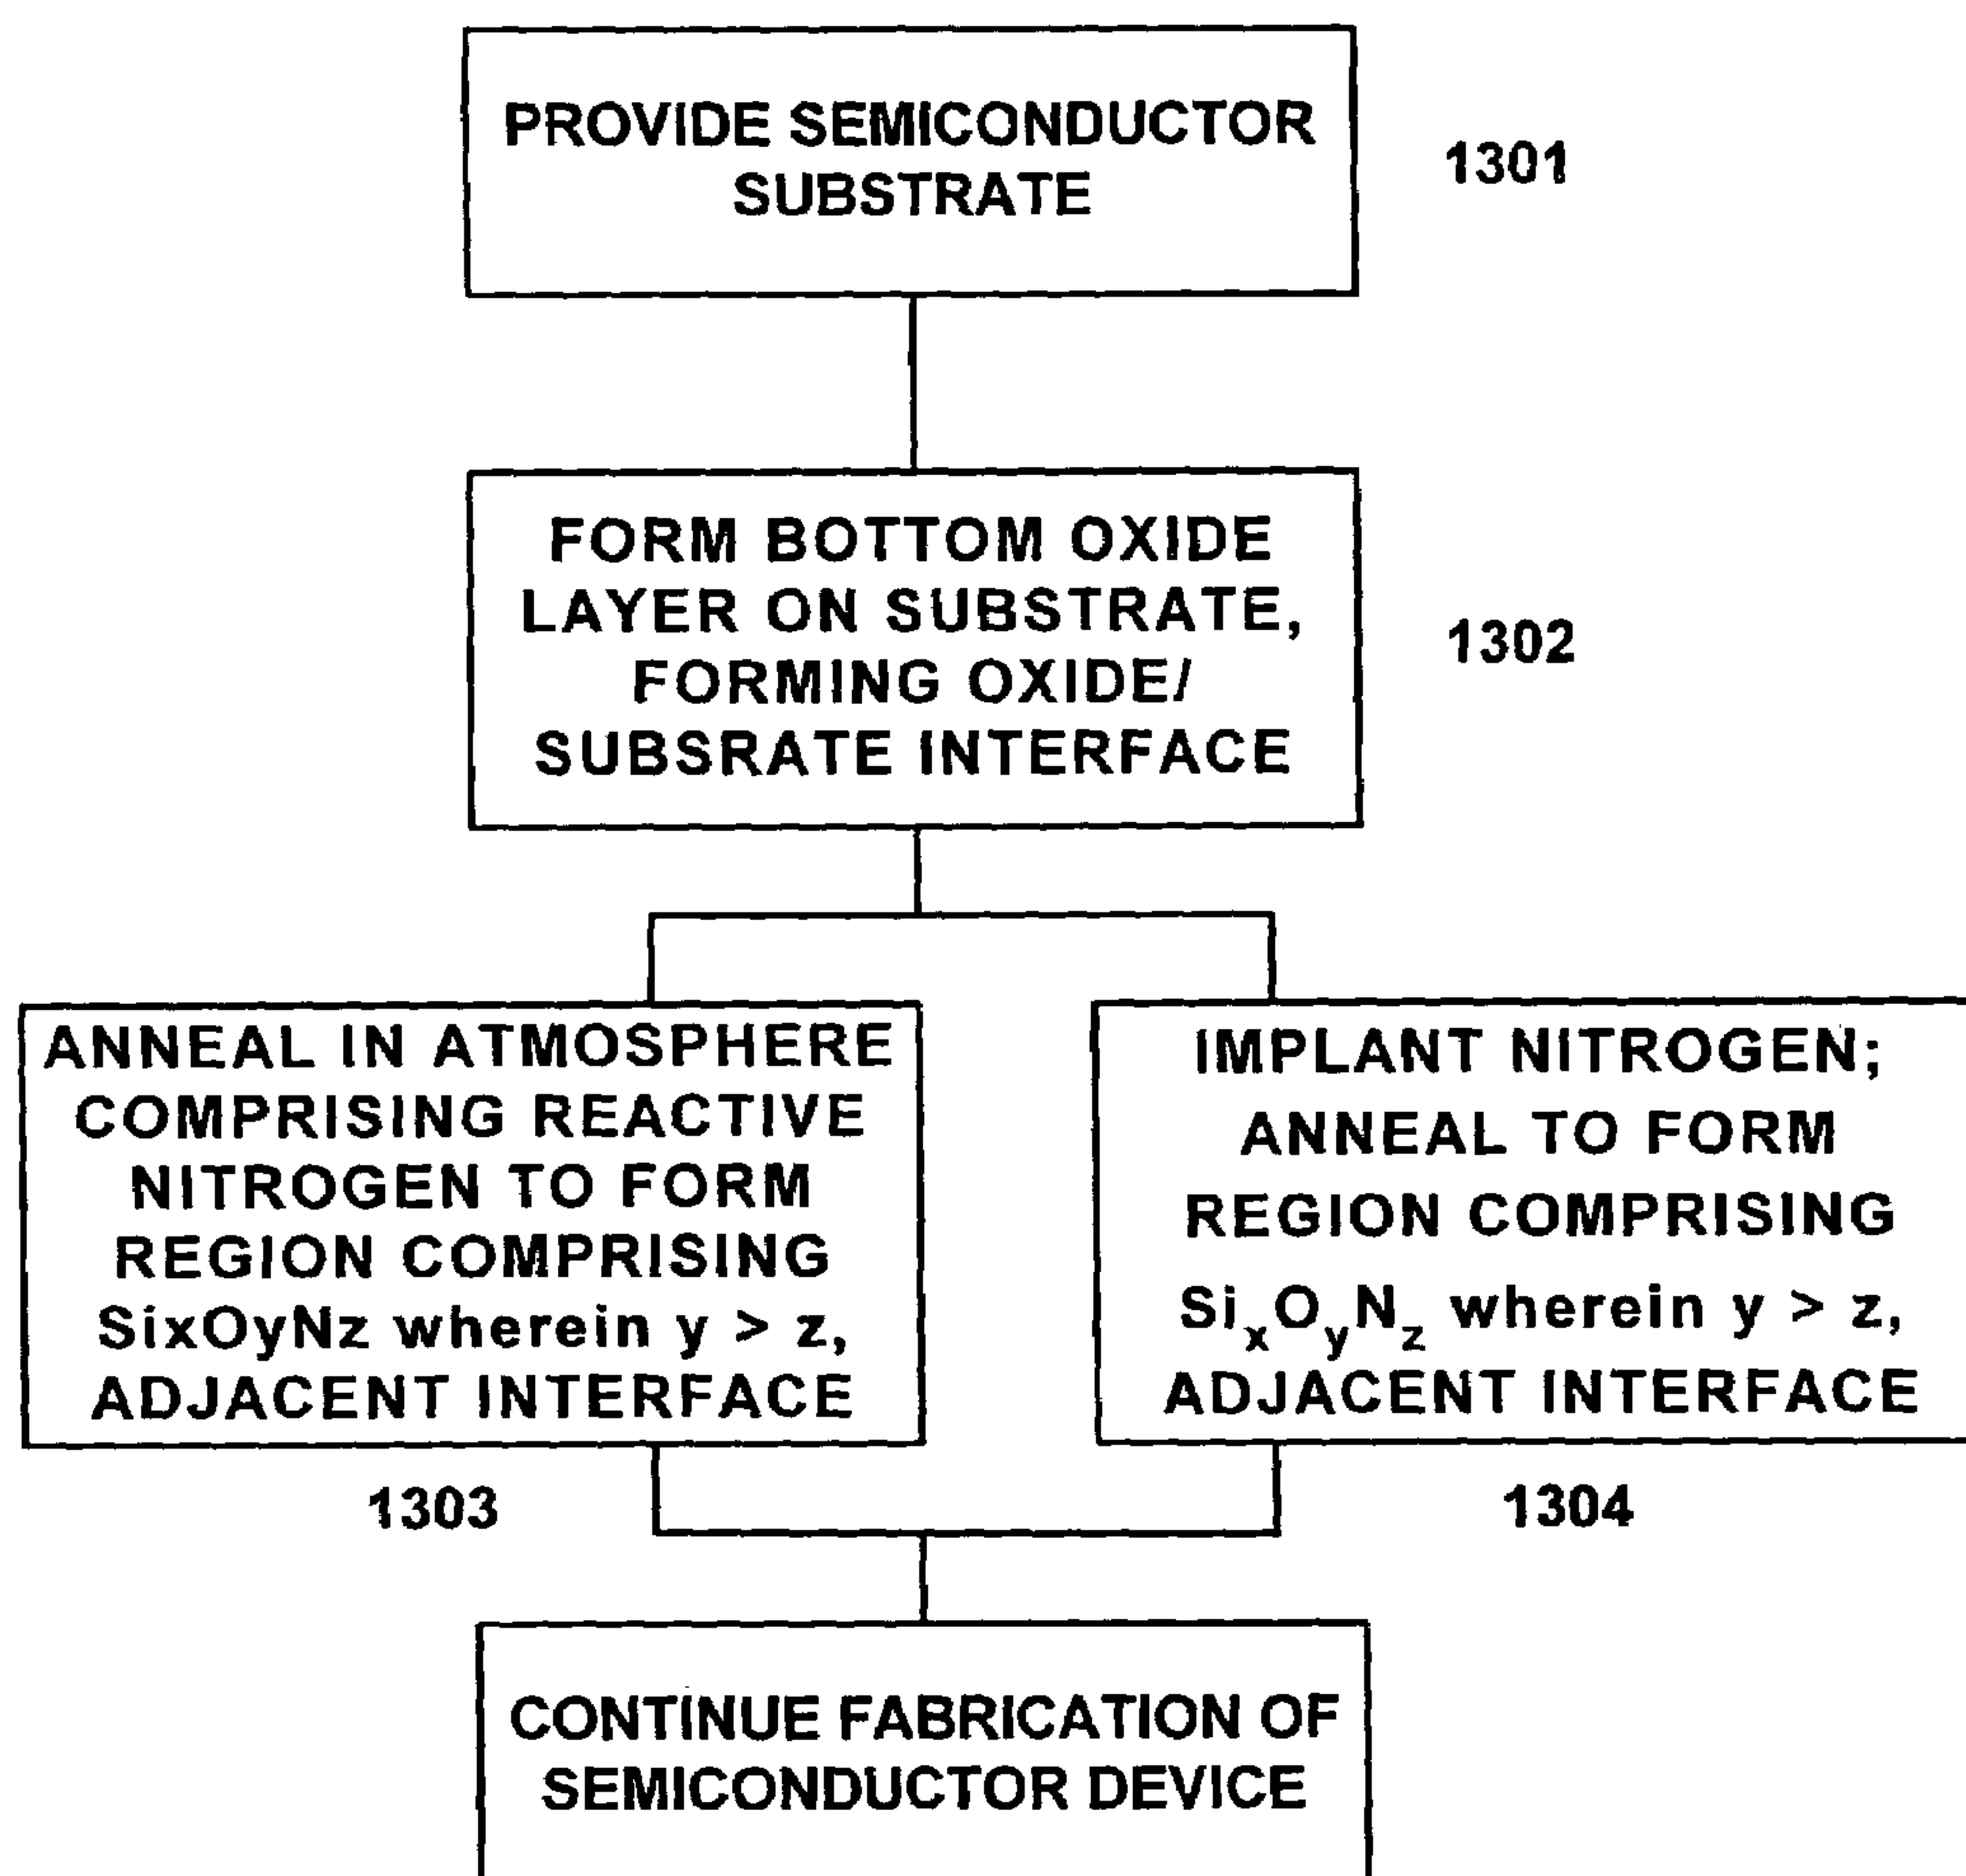 PROVIDE SEMICONDUCTOR
SUBSTRATE
1301
FORM BOTTOM OXIDE
LAYER ON SUBSTRATE,
FORMING OXIDE/
SUBSRATE INTERFACE
1302
ANNEAL IN ATMOSPHERE
COMPRISING REACTIVE
NITROGEN TO FORM
REGION COMPRISING
SixOyNz wherein y > z,
ADJACENT INTERFACE
1303
IMPLANT NITROGEN;
ANNEAL TO FORM
REGION COMPRISING
SixOyNz wherein y > z,
ADJACENT INTERFACE
1304
CONTINUE FABRICATION OF
SEMICONDUCTOR DEVICE